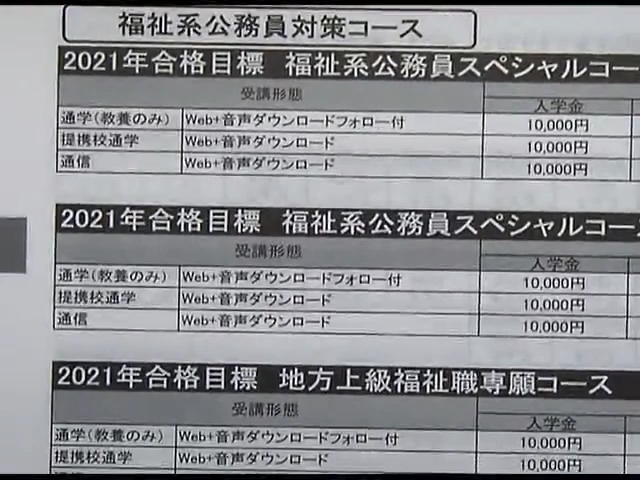 福祉系公務員対策コース
2021年合格目標 福祉系公務員スペシャルコー
受講形態 入学金
通学(教養のみ) Web+音声ダウンロードフォロー付 10,000円
提携校通学 Web+音声ダウンロード 10,000円
通信 Web+音声ダウンロード 10,000円
2021年合格目標 福祉系公務員スペシャルコー
受講形態 入学金
通学(教養のみ) Web+音声ダウンロードフォロー付 10,000円
提携校通学 Web+音声ダウンロード 10,000円
通信 Web+音声ダウンロード 10,000円
2021年合格目標 地方上級福祉職専願コース
受講形態 入学金
通学(教養のみ) Web+音声ダウンロードフォロー付 10,000円
提携校通学 Web+音声ダウンロード 10,000円